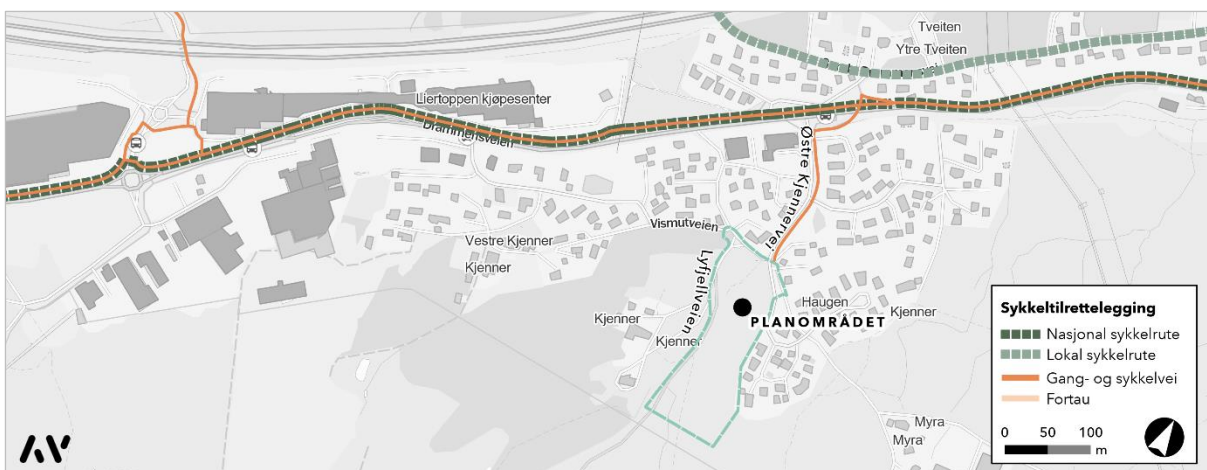 Tveiten
Ytre Tveiten
Liertoppen kjøpesenter
Drammensveien
Østre Kjennervei
Vismutveien
Vestre Kjenner
Kjenner
Lyfjellveien
Haugen
Kjenner
PLANOMRÅDET
Kjenner
Kjenner
Myra
Myra
Sykkeltilrettelegging
Nasjonal sykkelrute
Lokal sykkelrute
Gang- og sykkelvei
Fortau
0 50 100
m